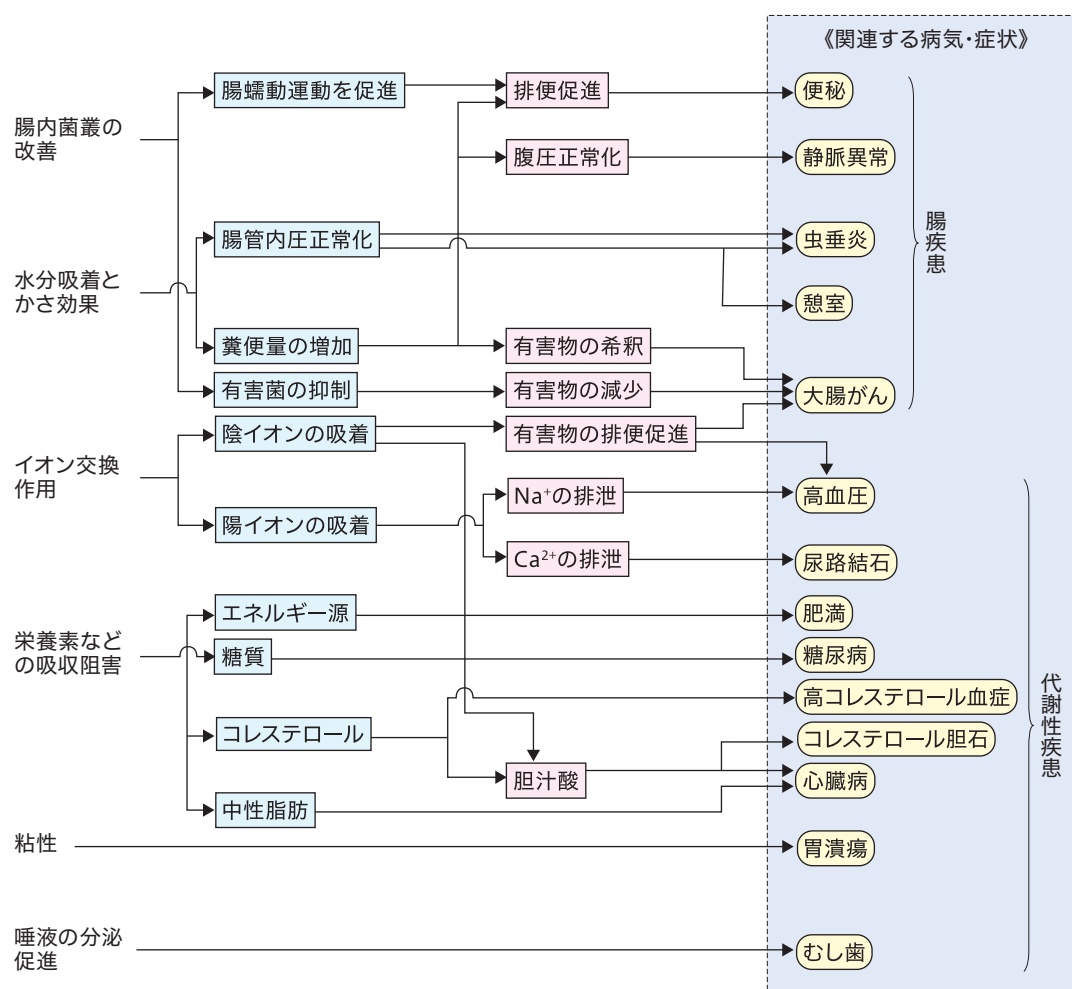 《関連する病気・症状》
腸内菌叢の
改善
水分吸着と
かさ効果
イオン交換
作用
栄養素など
の吸収阻害
粘性
唾液の分泌
促進
腸蠕動運動を促進
腸管内圧正常化
糞便量の増加
有害菌の抑制
陰イオンの吸着
陽イオンの吸着
エネルギー源
糖質
コレステロール
中性脂肪
排便促進
腹圧正常化
有害物の希釈
有害物の減少
有害物の排便促進
Na⁺の排泄
Ca²⁺の排泄
胆汁酸
便秘
静脈異常
虫垂炎
憩室
大腸がん
高血圧
尿路結石
肥満
糖尿病
高コレステロール血症
コレステロール胆石
心臓病
胃潰瘍
むし歯
腸疾患
代謝性疾患